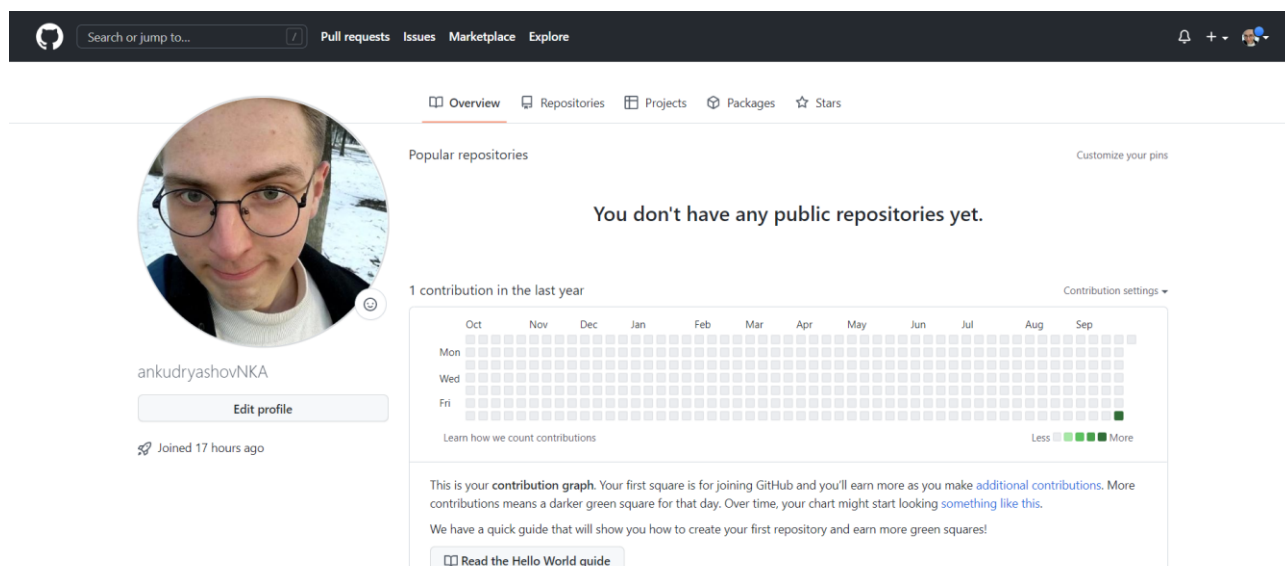 Search or jump to... /
Pull requests Issues Marketplace Explore
Overview Repositories Projects Packages Stars
Popular repositories
Customize your pins
You don't have any public repositories yet.
1 contribution in the last year
Contribution settings
Oct Nov Dec Jan Feb Mar Apr May Jun Jul Aug Sep
Mon
Wed
Fri
Learn how we count contributions
Less More
ankudryashovNKA
Edit profile
Joined 17 hours ago
This is your contribution graph. Your first square is for joining GitHub and you'll earn more as you make additional contributions. More
contributions means a darker green square for that day. Over time, your chart might start looking something like this.
We have a quick guide that will show you how to create your first repository and earn more green squares!
Read the Hello World guide